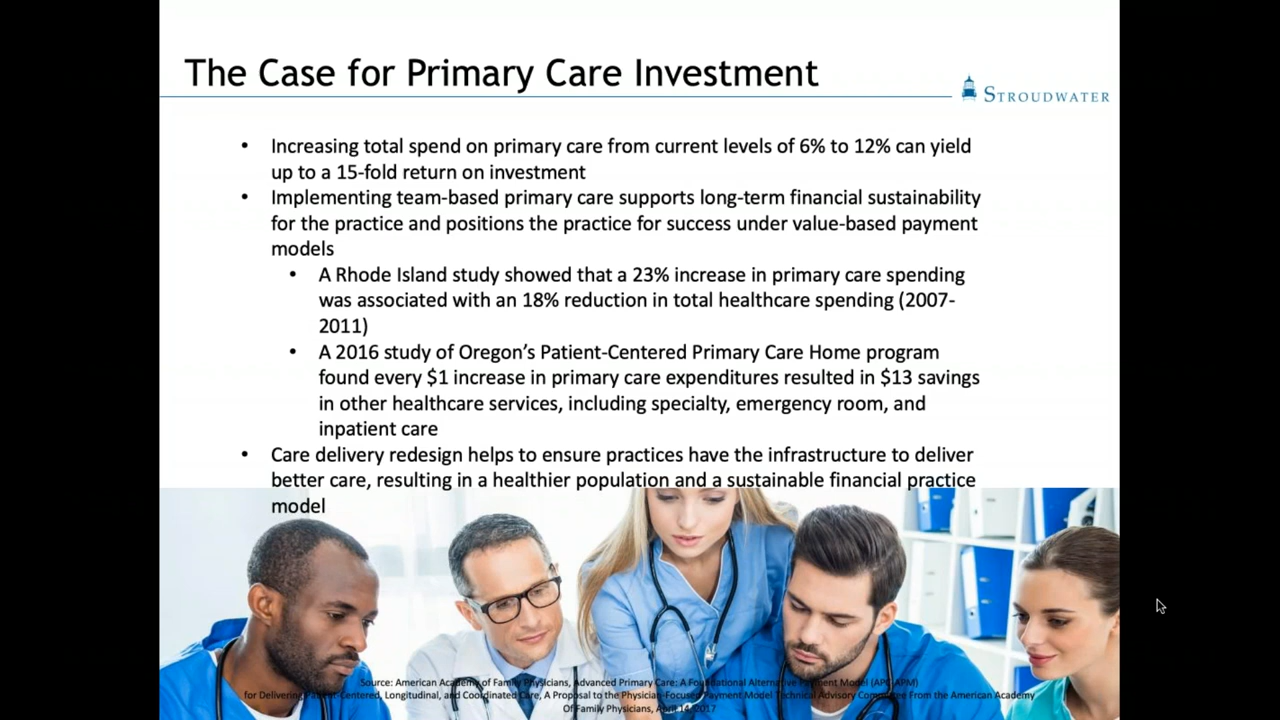 The Case for Primary Care Investment
STROUDWATER
• Increasing total spend on primary care from current levels of 6% to 12% can yield
up to a 15-fold return on investment
• Implementing team-based primary care supports long-term financial sustainability
for the practice and positions the practice for success under value-based payment
models
• A Rhode Island study showed that a 23% increase in primary care spending
was associated with an 18% reduction in total healthcare spending (2007-
2011)
• A 2016 study of Oregon’s Patient-Centered Primary Care Home program
found every $1 increase in primary care expenditures resulted in $13 savings
in other healthcare services, including specialty, emergency room, and
inpatient care
• Care delivery redesign helps to ensure practices have the infrastructure to deliver
better care, resulting in a healthier population and a sustainable financial practice
model
Source: American Academy of Family Physicians, Advanced Primary Care: A Foundational Alternative Payment Model (APC-APM)
for Delivering Patient-Centered, Longitudinal, and Coordinated Care, A Proposal to the Physician-Focused Payment Model Technical Advisory Committee From the American Academy
Of Family Physicians, April 14, 2017